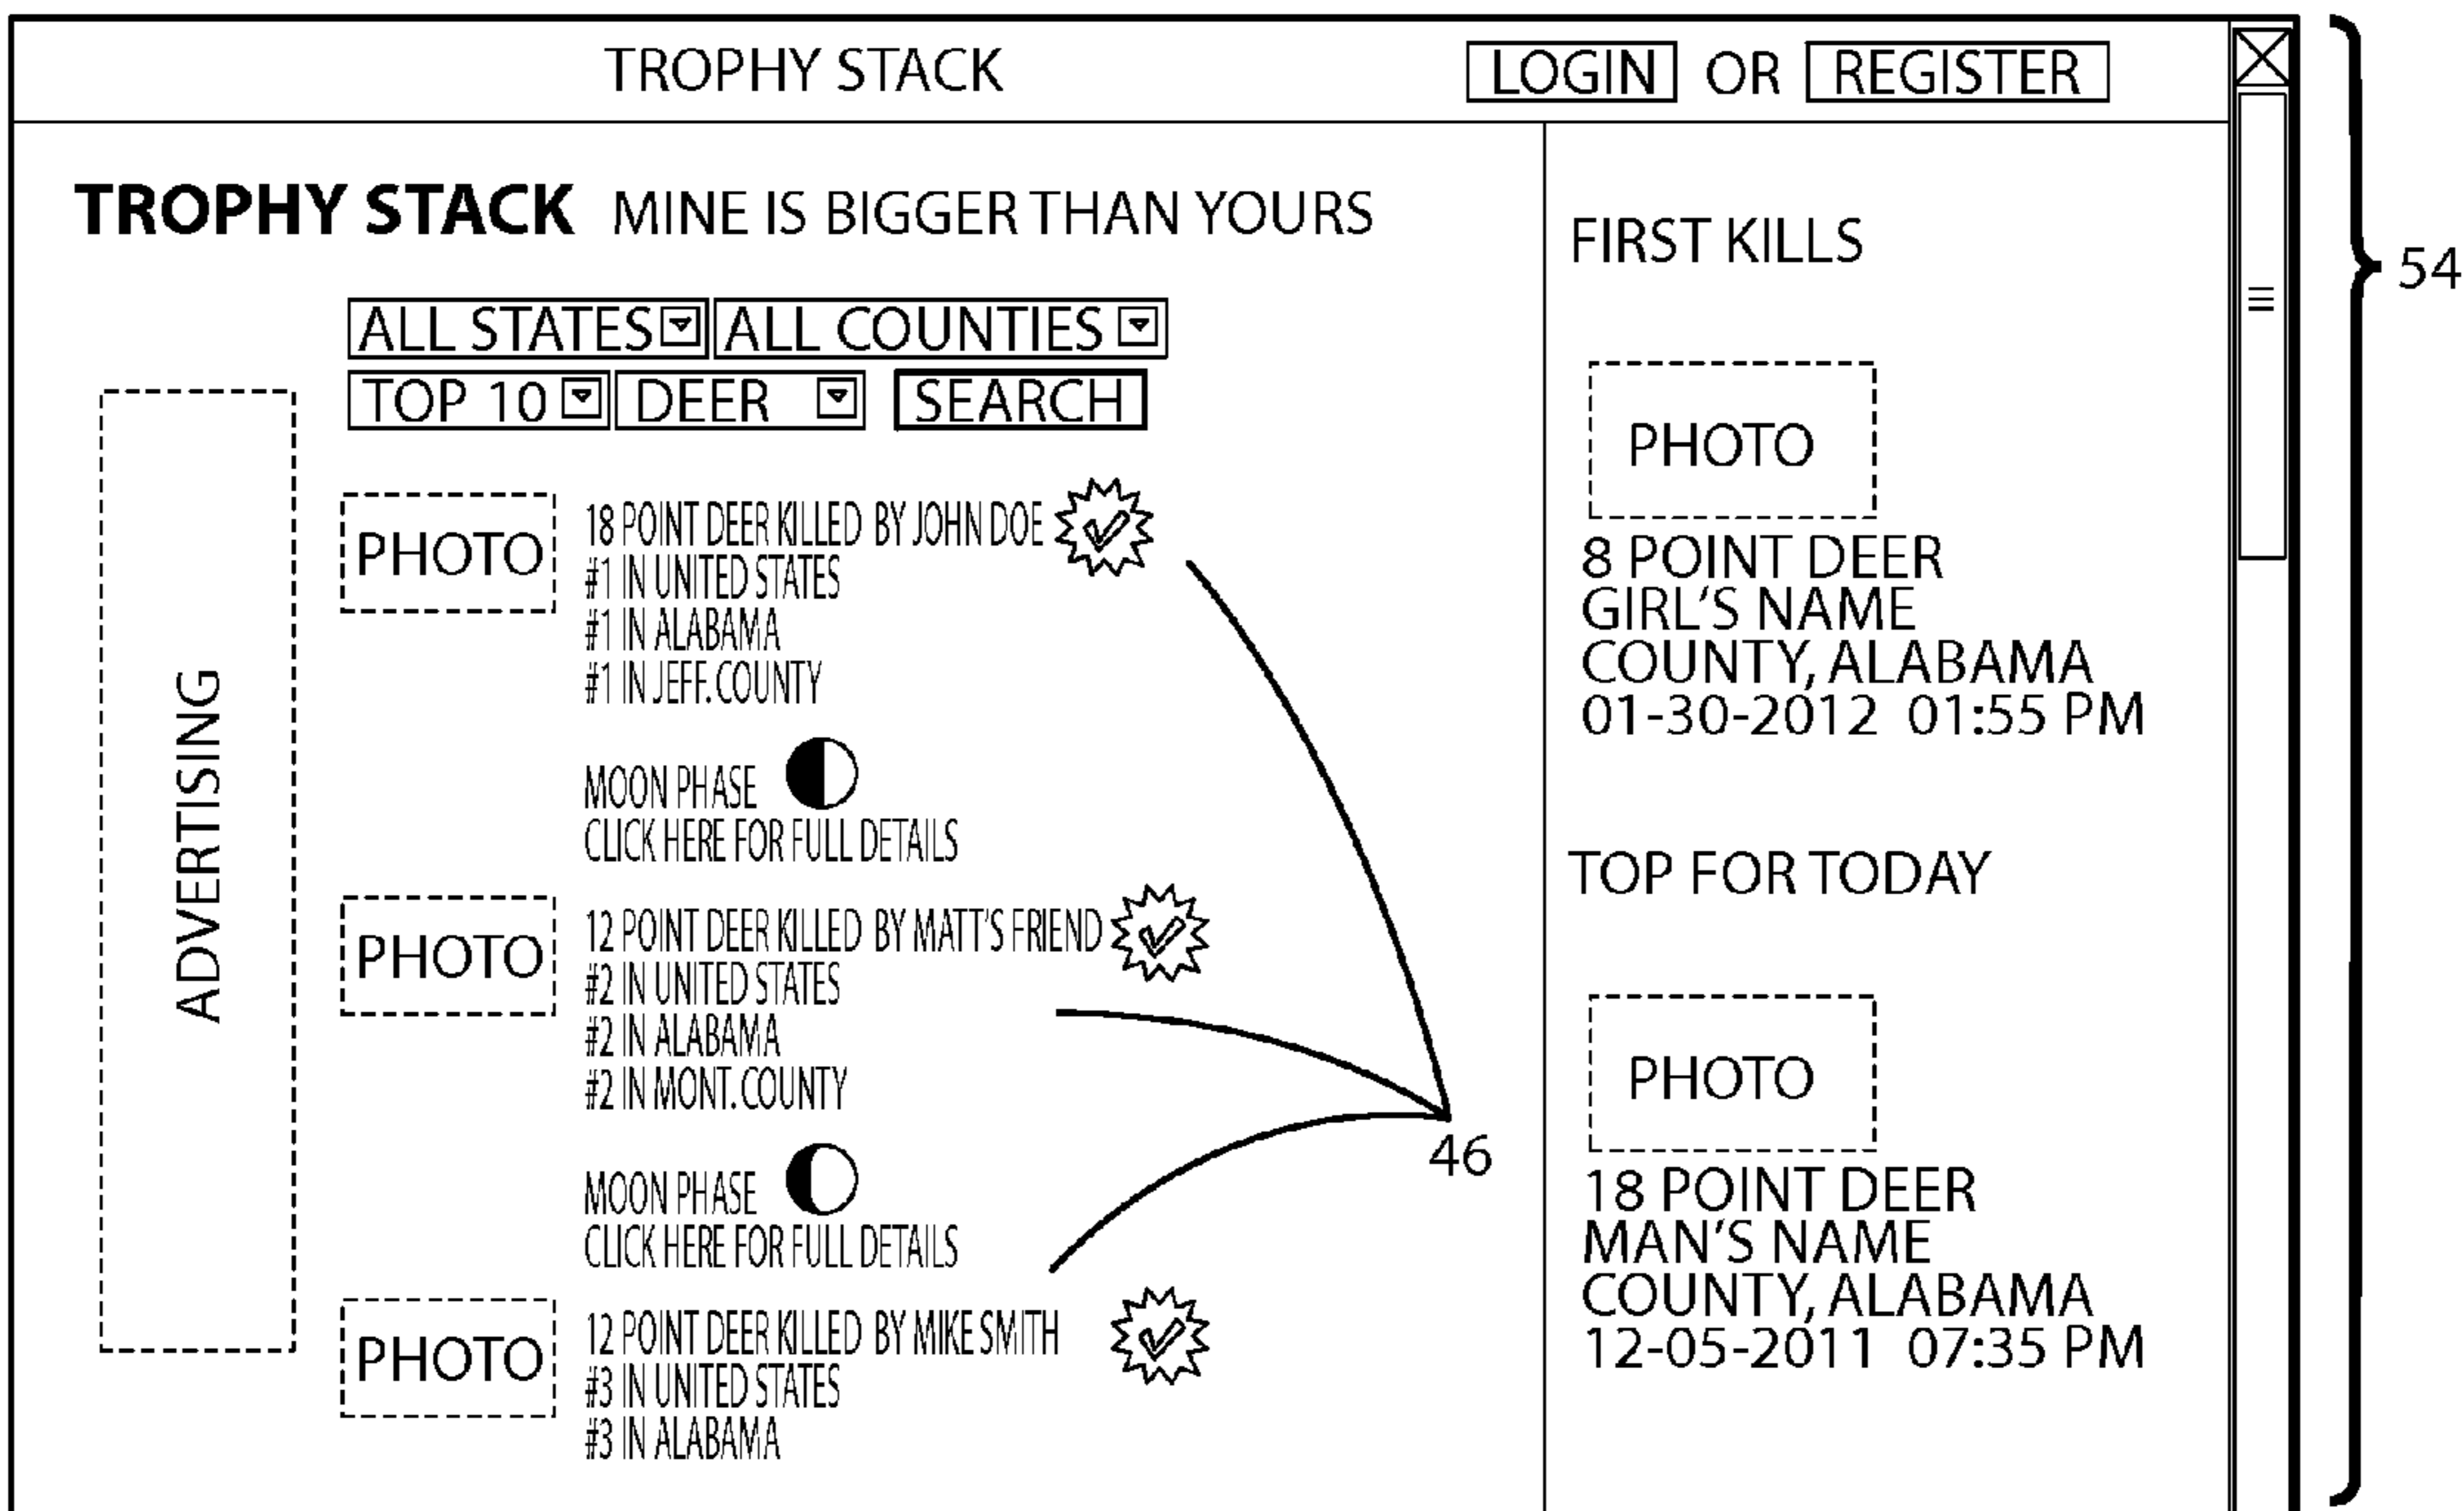 TROPHY STACK
LOGIN OR REGISTER
TROPHY STACK MINE IS BIGGER THAN YOURS
ALL STATES ALL COUNTIES
TOP 10 DEER SEARCH
ADVERTISING
PHOTO
18 POINT DEER KILLED BY JOHN DOE
#1 IN UNITED STATES
#1 IN ALABAMA
#1 IN JEFF. COUNTY
MOON PHASE
CLICK HERE FOR FULL DETAILS
PHOTO
12 POINT DEER KILLED BY MATT'S FRIEND
#2 IN UNITED STATES
#2 IN ALABAMA
#2 IN MONT. COUNTY
MOON PHASE
CLICK HERE FOR FULL DETAILS
PHOTO
12 POINT DEER KILLED BY MIKE SMITH
#3 IN UNITED STATES
#3 IN ALABAMA
46
FIRST KILLS
PHOTO
8 POINT DEER
GIRL'S NAME
COUNTY, ALABAMA
01-30-2012 01:55 PM
TOP FOR TODAY
PHOTO
18 POINT DEER
MAN'S NAME
COUNTY, ALABAMA
12-05-2011 07:35 PM
54